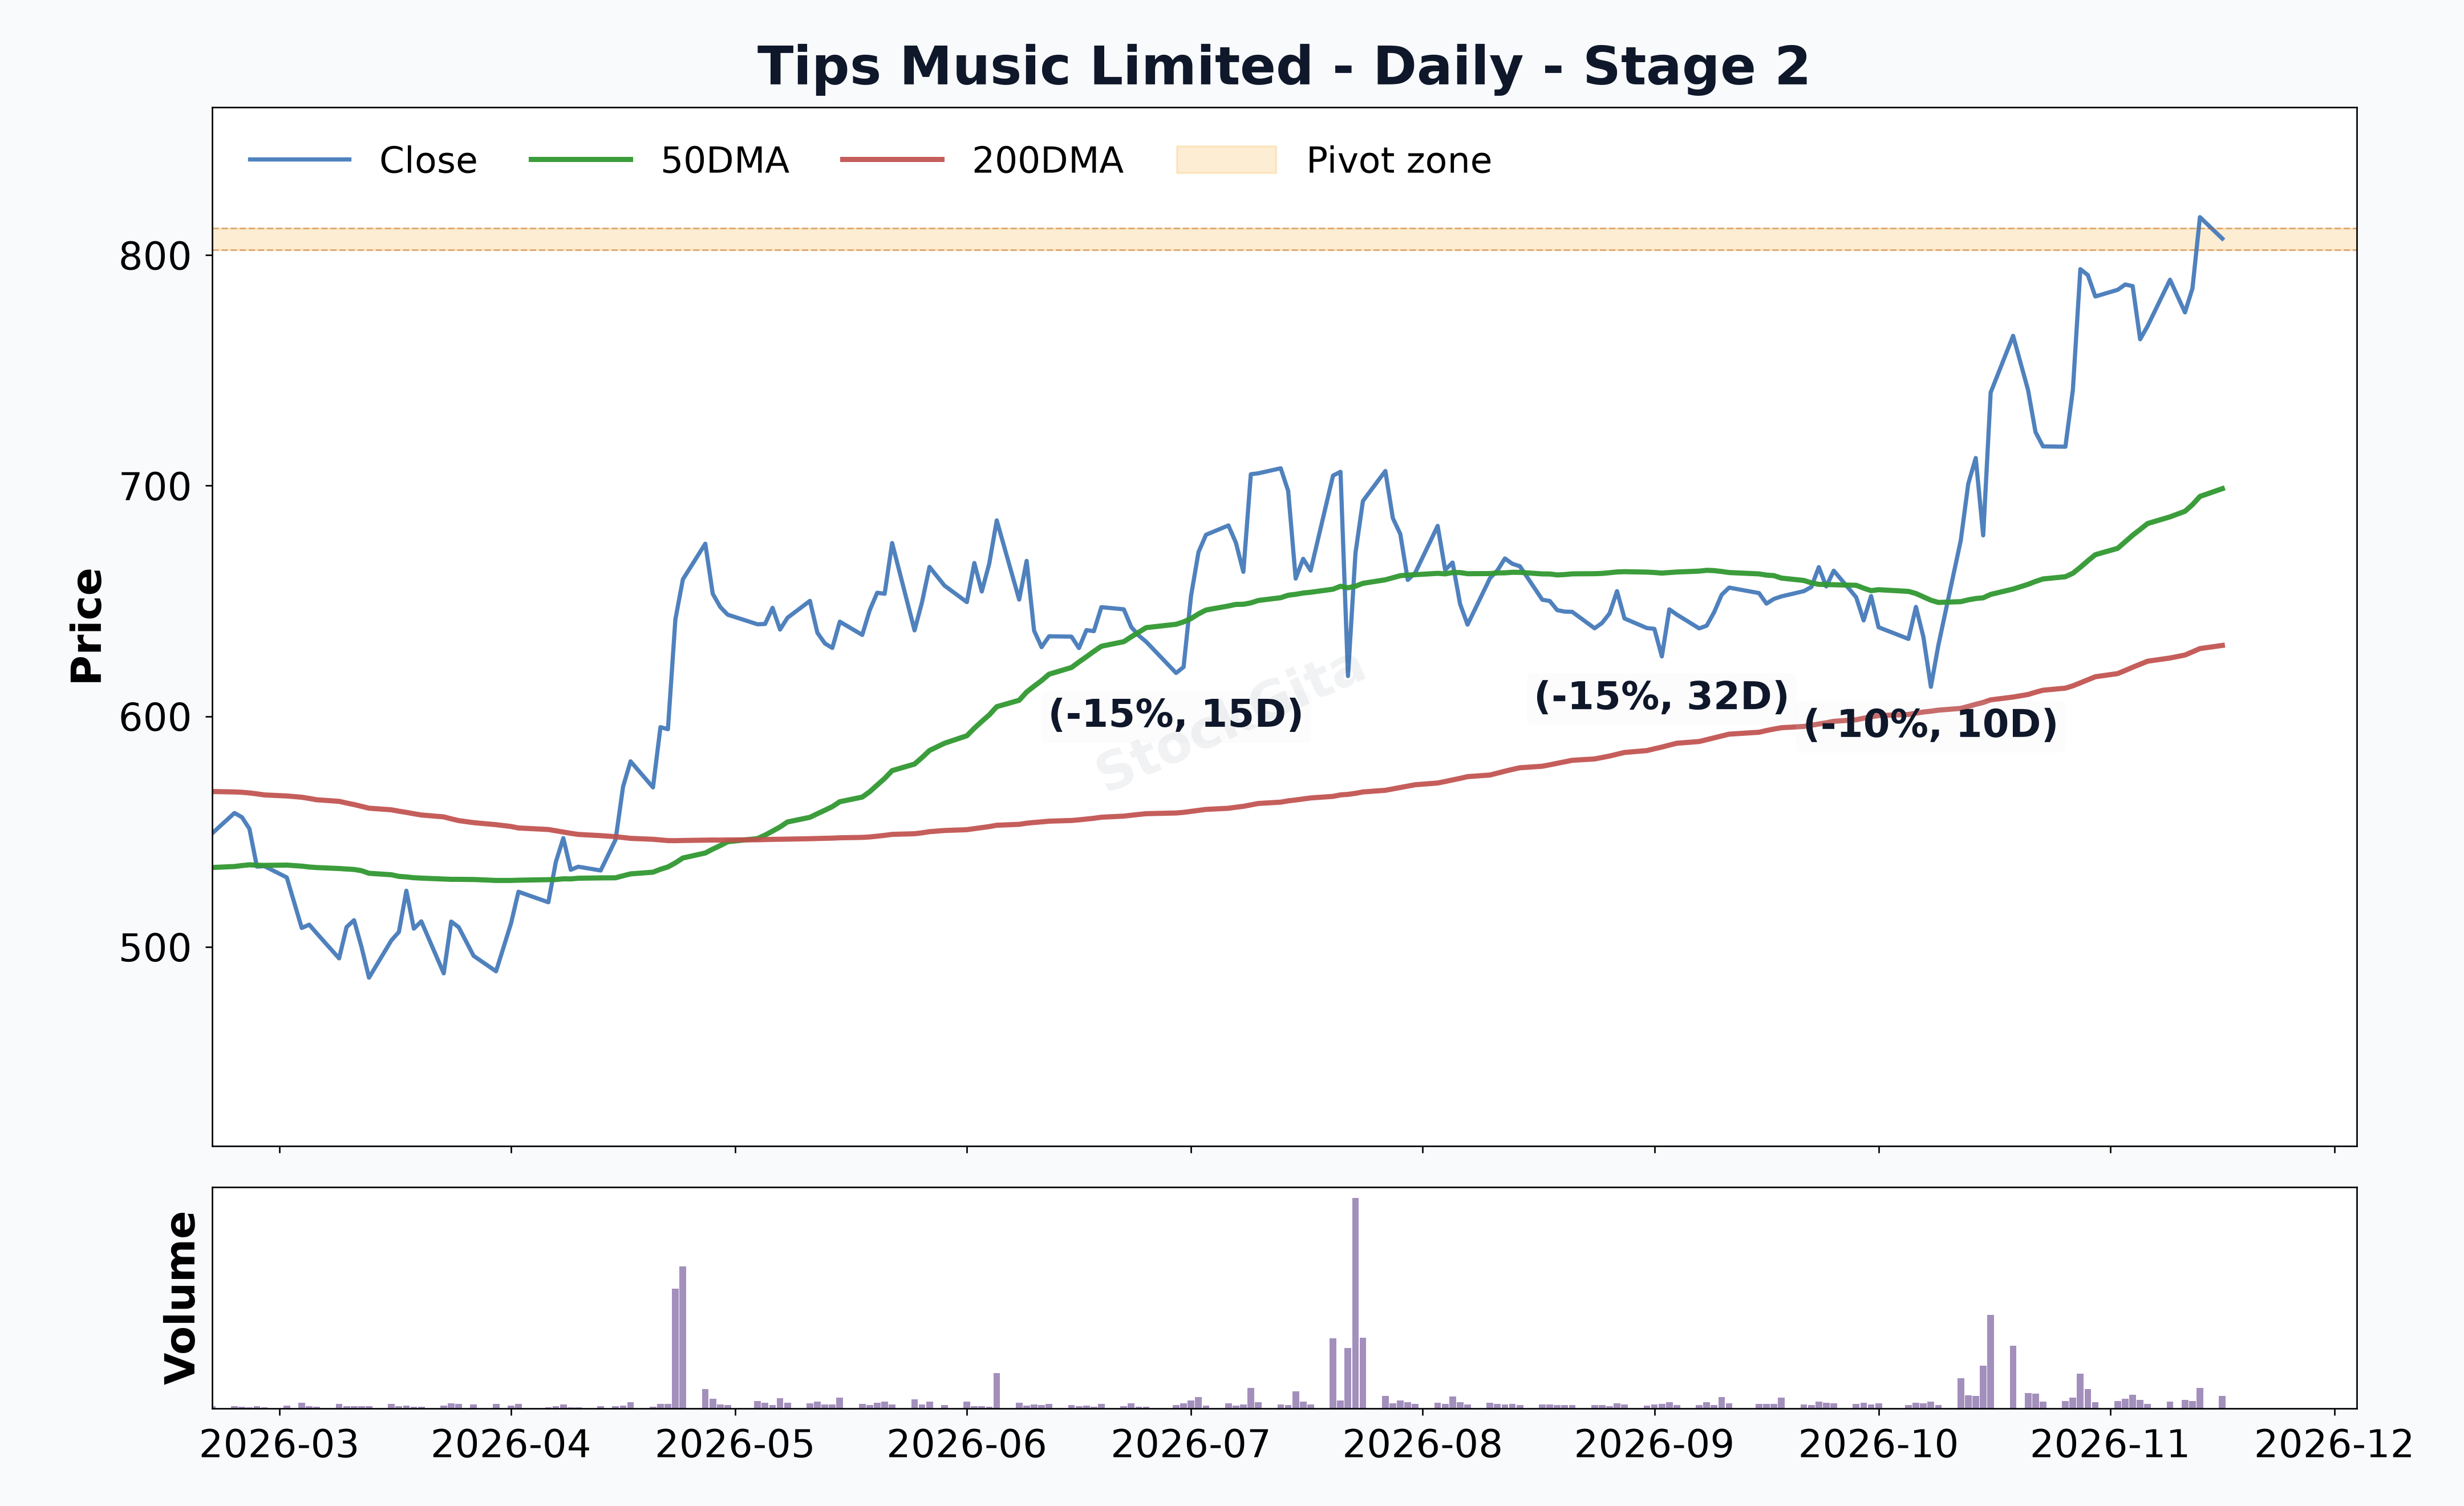 Tips Music Limited - Daily - Stage 2
Close 50DMA 200DMA Pivot zone
Price
800
700
600
500
(-15%, 15D)
(-15%, 32D)
(-10%, 10D)
StockGita
Volume
2026-03 2026-04 2026-05 2026-06 2026-07 2026-08 2026-09 2026-10 2026-11 2026-12